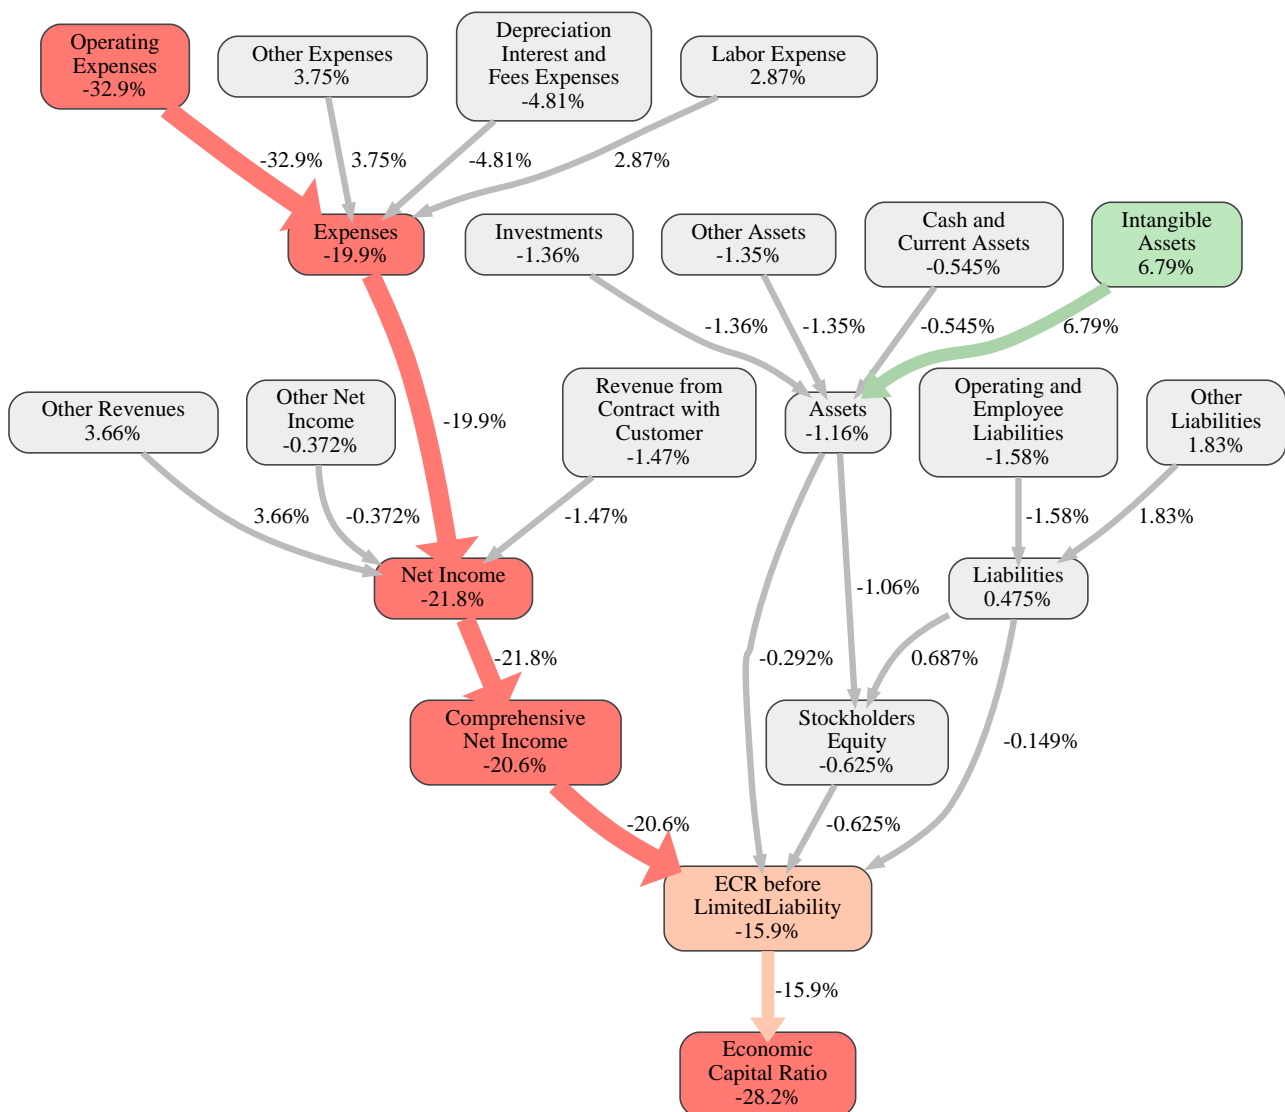 Operating
Expenses
-32.9%
Other Expenses
3.75%
Depreciation
Interest and
Fees Expenses
-4.81%
Labor Expense
2.87%
-32.9%
3.75%
-4.81%
2.87%
Expenses
-19.9%
Investments
-1.36%
Other Assets
-1.35%
Cash and
Current Assets
-0.545%
Intangible
Assets
6.79%
-1.36%
-1.35%
-0.545%
6.79%
Other Revenues
3.66%
Other Net
Income
-0.372%
-19.9%
Revenue from
Contract with
Customer
-1.47%
Assets
-1.16%
Operating and
Employee
Liabilities
-1.58%
Other
Liabilities
1.83%
3.66%
-0.372%
-1.47%
-1.58%
1.83%
Net Income
-21.8%
-1.06%
Liabilities
0.475%
-21.8%
-0.292%
0.687%
Comprehensive
Net Income
-20.6%
Stockholders
Equity
-0.625%
-0.149%
-20.6%
-0.625%
ECR before
LimitedLiability
-15.9%
-15.9%
Economic
Capital Ratio
-28.2%